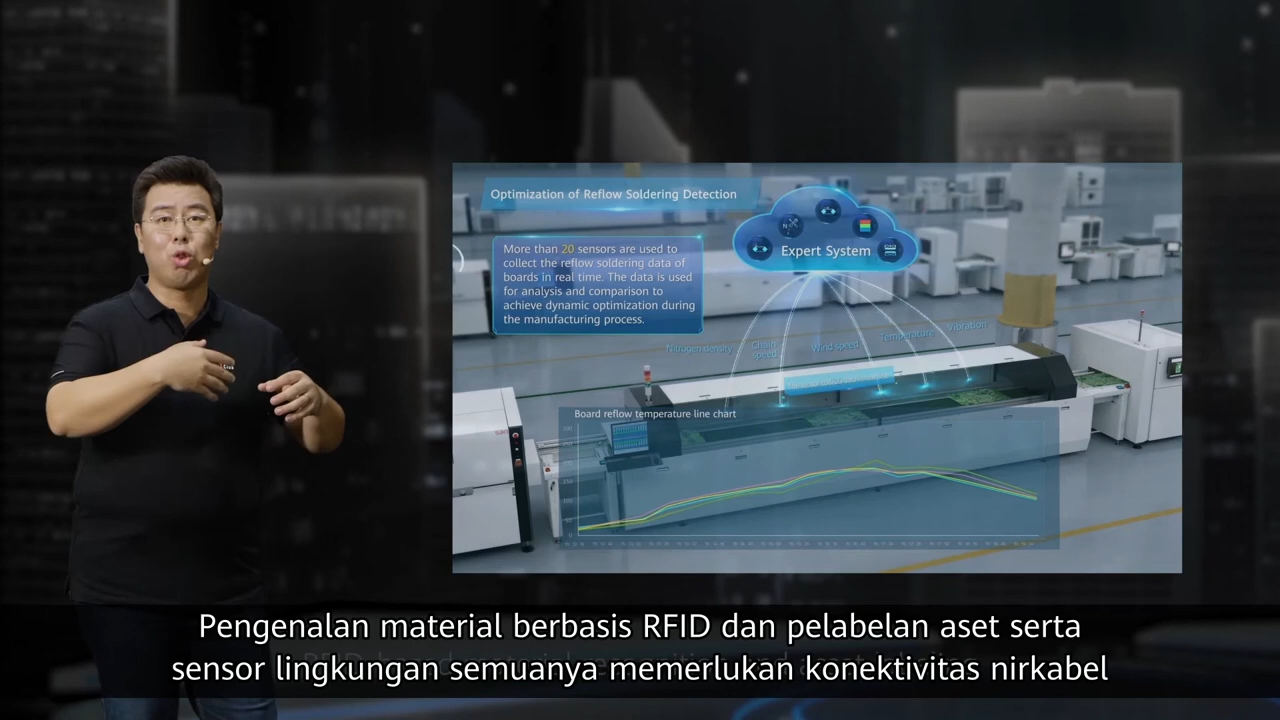 Optimization of Reflow Soldering Detection
More than 20 sensors are used to
collect the reflow soldering data of
boards in real time. The data is used
for analysis and comparison to
achieve dynamic optimization during
the manufacturing process.
Expert System
Nitrogen density
Chain
speed
Wind speed
Temperature
Vibration
Board reflow temperature line chart
Pengenalan material berbasis RFID dan pelabelan aset serta
sensor lingkungan semuanya memerlukan konektivitas nirkabel